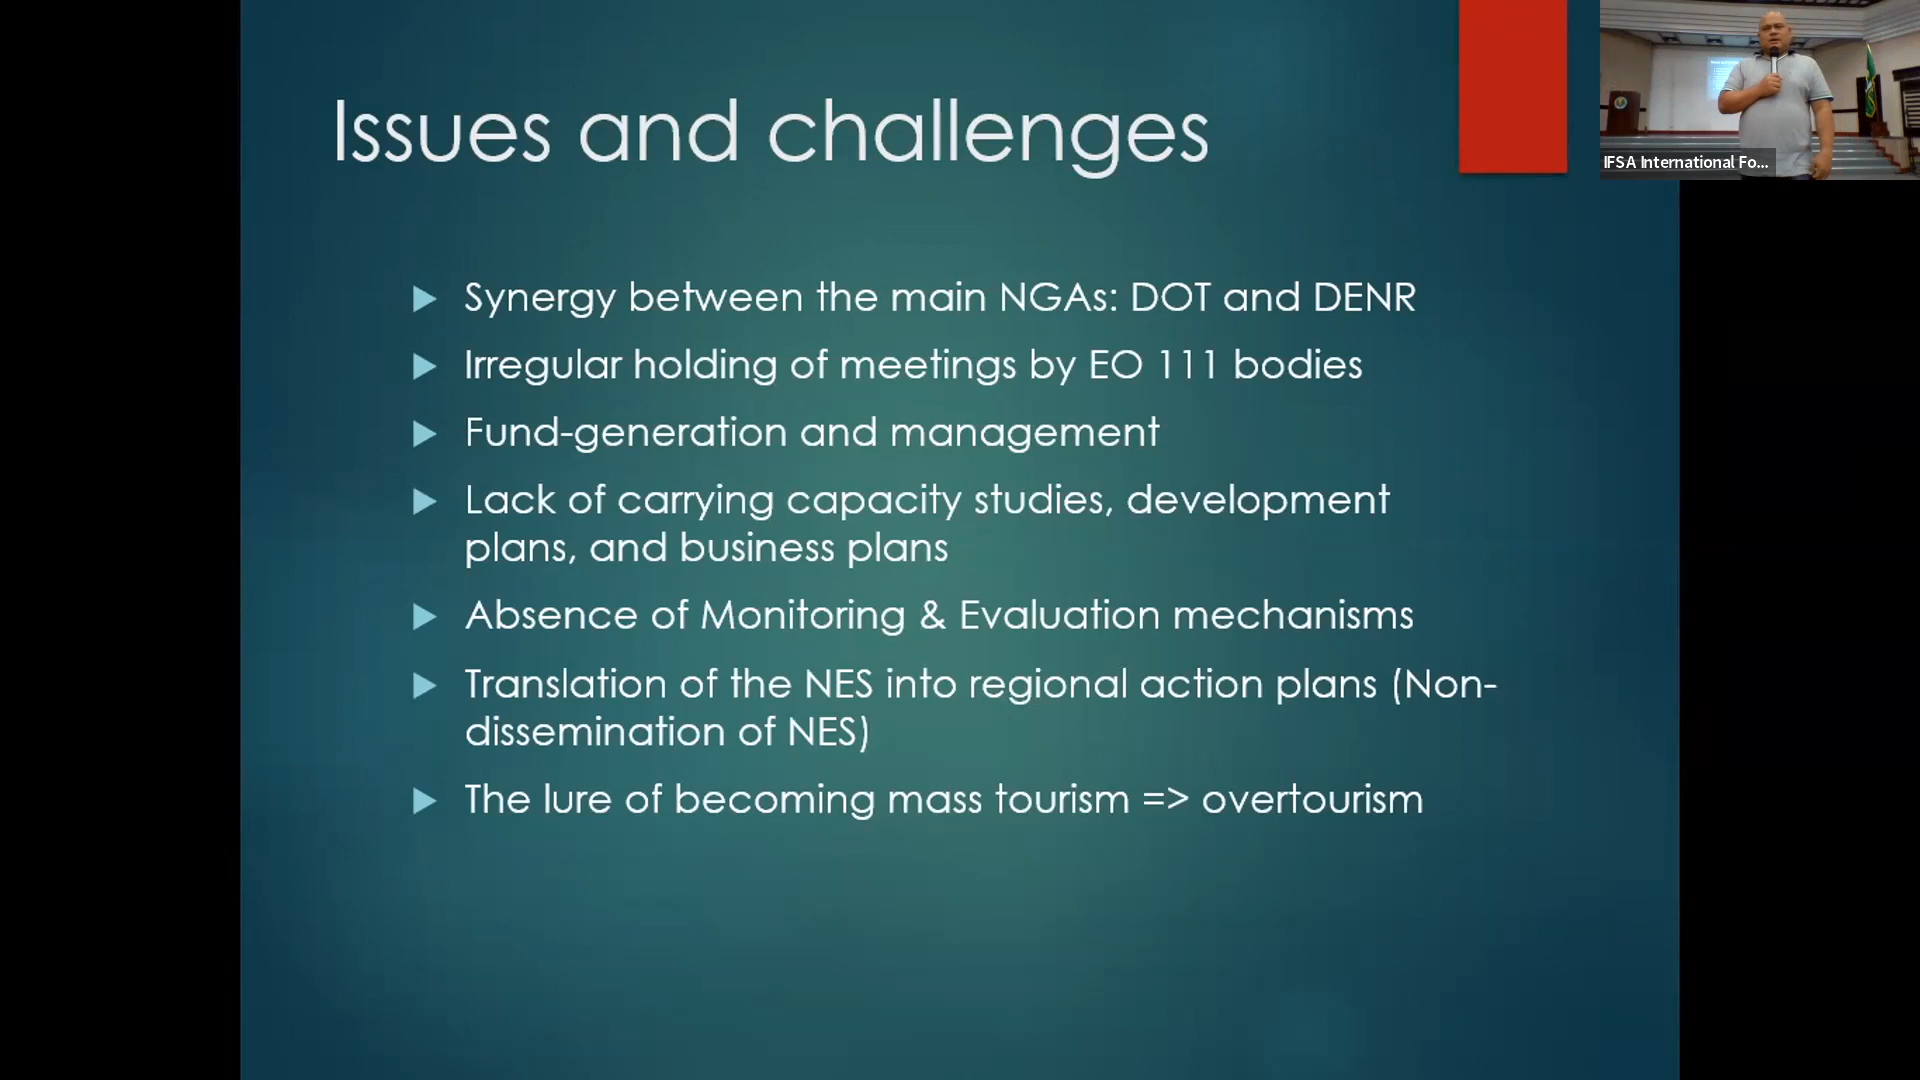 Issues and challenges
Synergy between the main NGAs: DOT and DENR
Irregular holding of meetings by EO 111 bodies
Fund-generation and management
Lack of carrying capacity studies, development
plans, and business plans
Absence of Monitoring & Evaluation mechanisms
Translation of the NES into regional action plans (Non-
dissemination of NES)
The lure of becoming mass tourism => overtourism
IFSA International Fo...